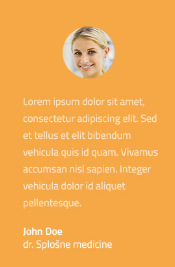 Lorem ipsum dolor sit amet,
consectetur adipiscing elit. Sed
et tellus et elit bibendum
vehicula quis id quam. Vivamus
accumsan nisl sapien. Integer
vehicula dolor id aliquet
pellentesque.
John Doe
dr. Splošne medicine